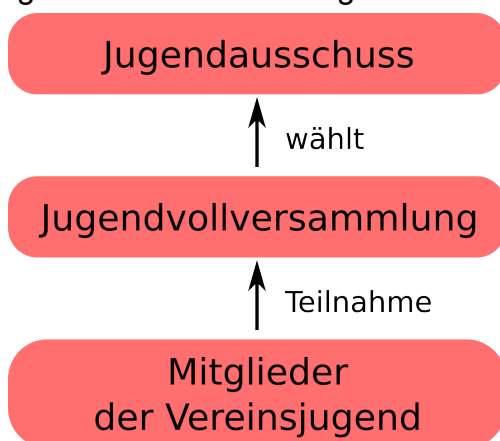 Jugendausschuss
wählt
Jugendvollversammlung
Teilnahme
Mitglieder
der Vereinsjugend